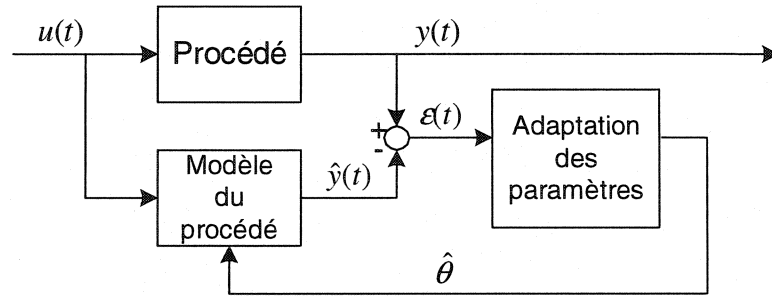 u(t)
Procédé
y(t)
+
-
ε(t)
Adaptation
des
paramètres
Modèle
du
procédé
ŷ(t)
θ̂